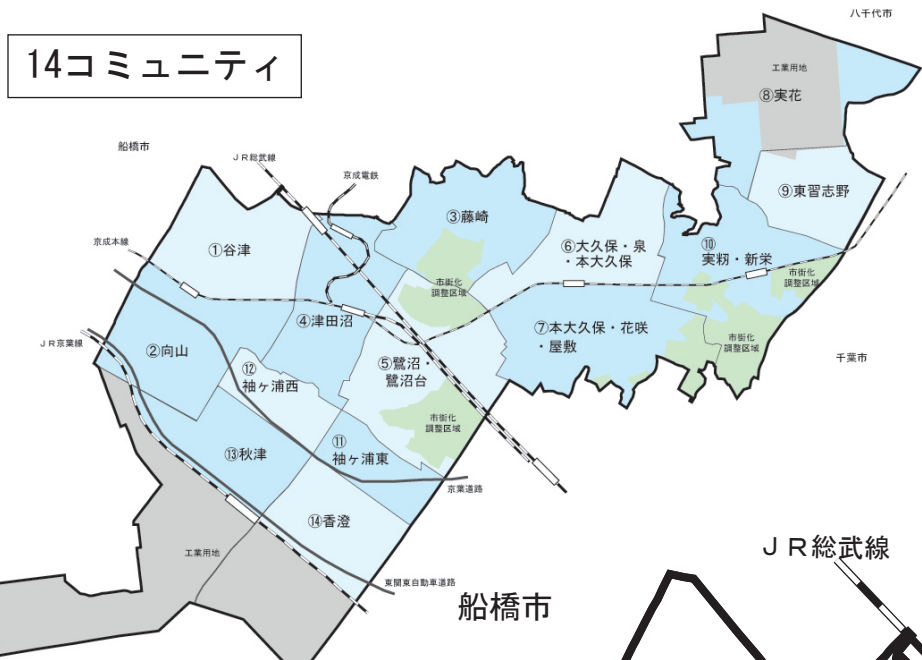 14コミュニティ
八千代市
工業用地
⑧実花
船橋市
JR総武線
京成電鉄
⑨東習志野
③藤崎
⑥大久保・泉
・本大久保
⑩
実籾・新栄
京成本線
①谷津
市街化
調整区域
市街化
調整区域
④津田沼
⑦本大久保・花咲
・屋敷
市街化
調整区域
千葉市
JR京葉線
②向山
⑤鷺沼・
鷺沼台
⑫
袖ヶ浦西
市街化
調整区域
⑪
袖ヶ浦東
⑬秋津
京葉道路
⑭香澄
工業用地
東関東自動車道路
船橋市
JR総武線